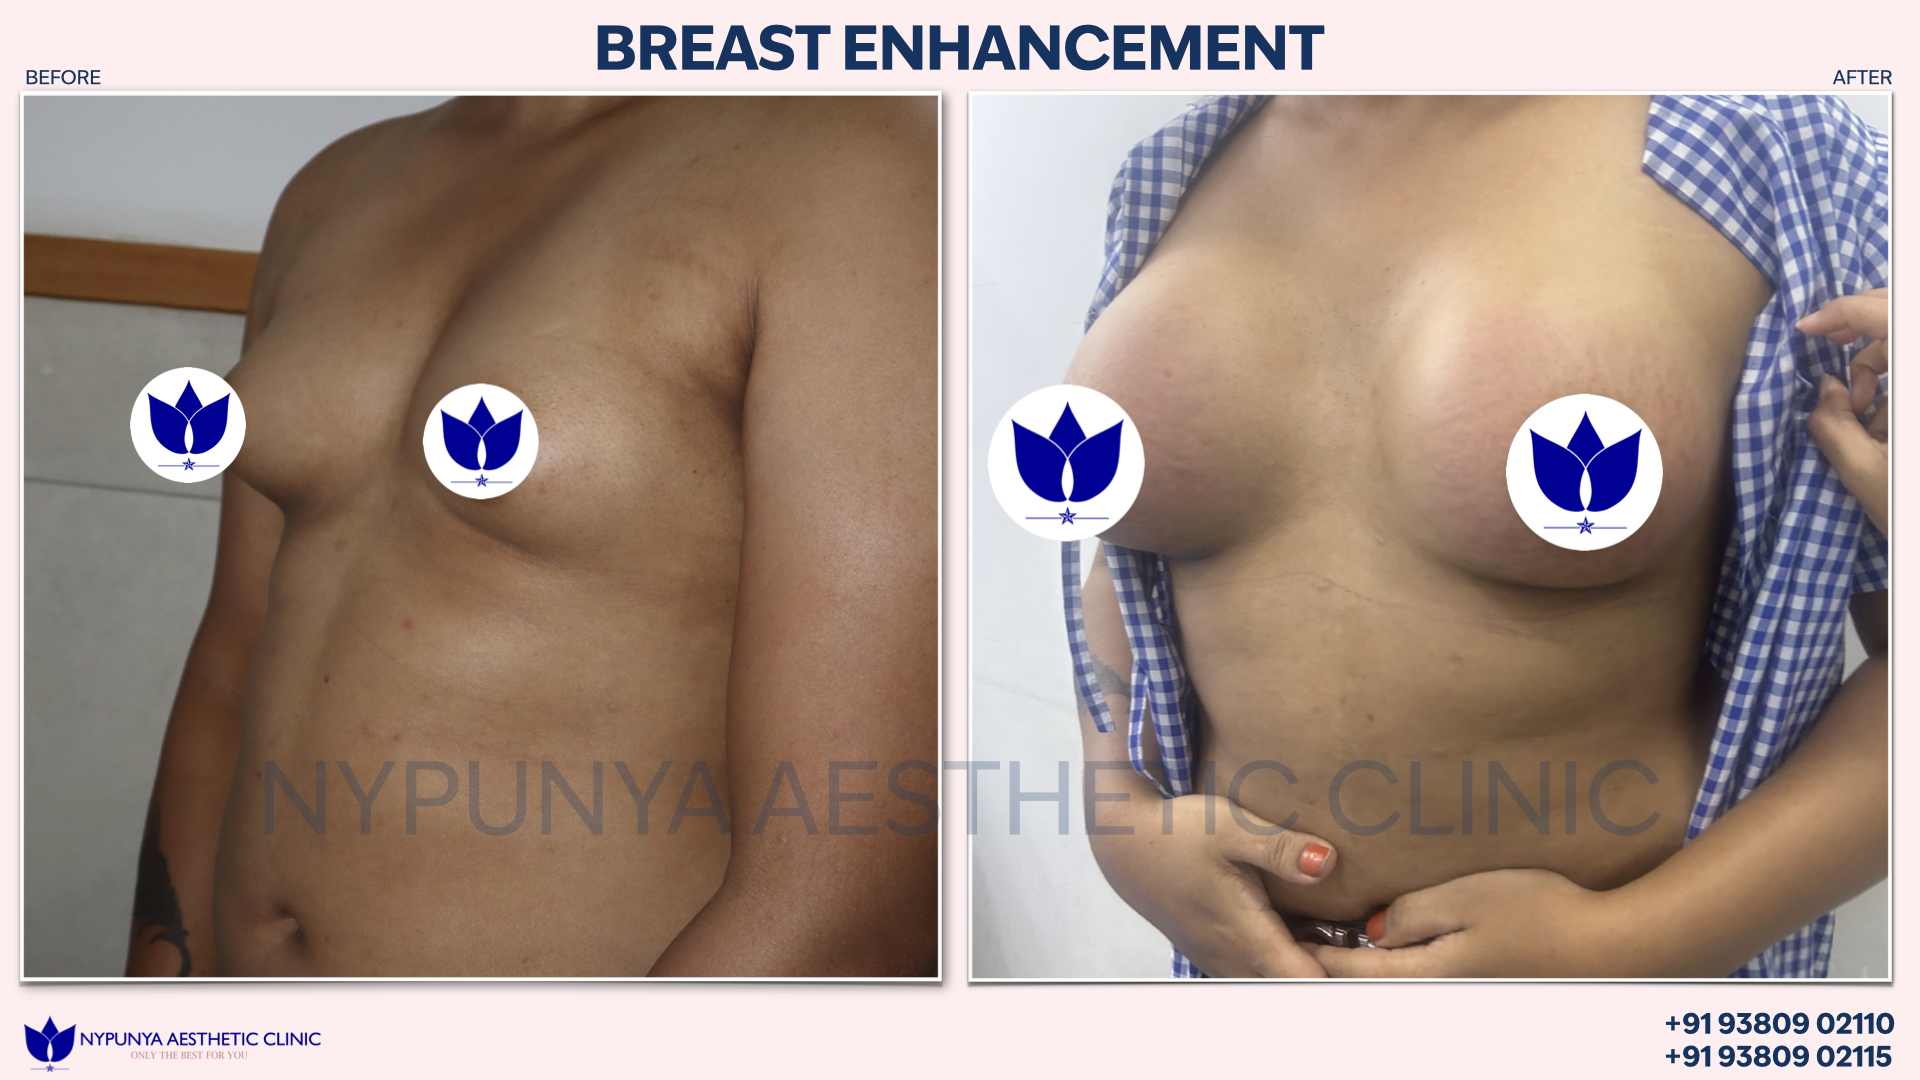 BREAST ENHANCEMENT
BEFORE
AFTER
NYPUNYA AESTHETIC CLINIC
NYPUNYA AESTHETIC CLINIC
ONLY THE BEST FOR YOU
+91 93809 02110
+91 93809 02115